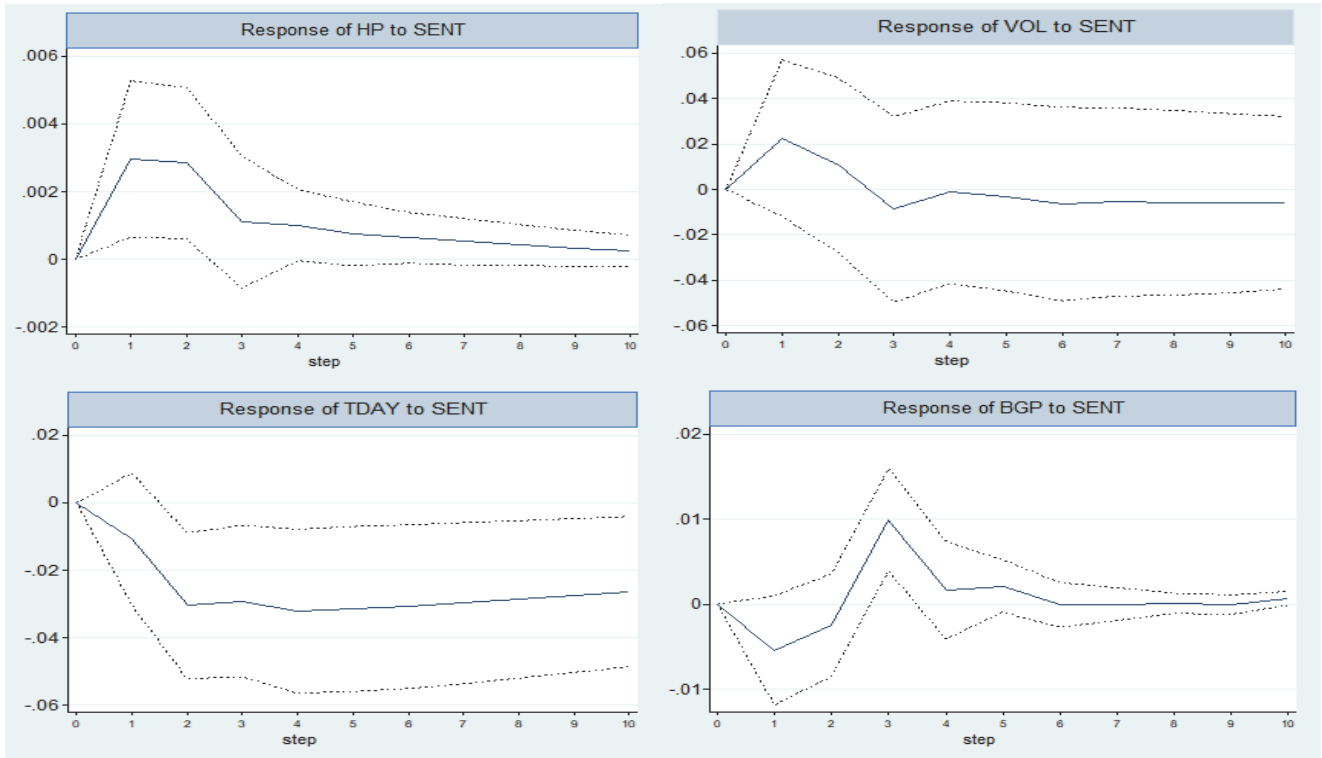 Response of HP to SENT
.006
.004
.002
0
-.002
0 1 2 3 4 5 6 7 8 9 10
step
Response of VOL to SENT
.06
.04
.02
0
-.02
-.04
-.06
0 1 2 3 4 5 6 7 8 9 10
step
Response of TDAY to SENT
.02
0
-.02
-.04
-.06
0 1 2 3 4 5 6 7 8 9 10
step
Response of BGP to SENT
.02
.01
0
-.01
0 1 2 3 4 5 6 7 8 9 10
step